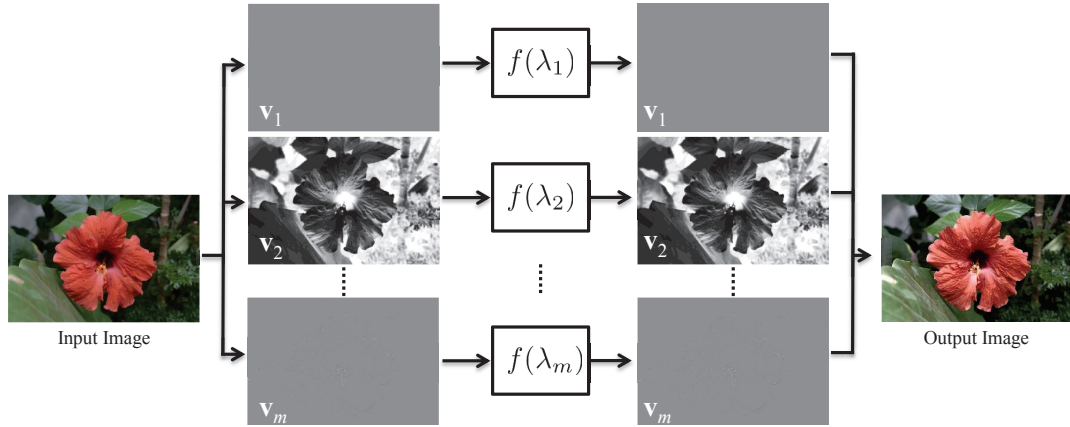 v1
f(λ1)
v1
v2
f(λ2)
v2
Input Image
Output Image
vm
f(λm)
vm